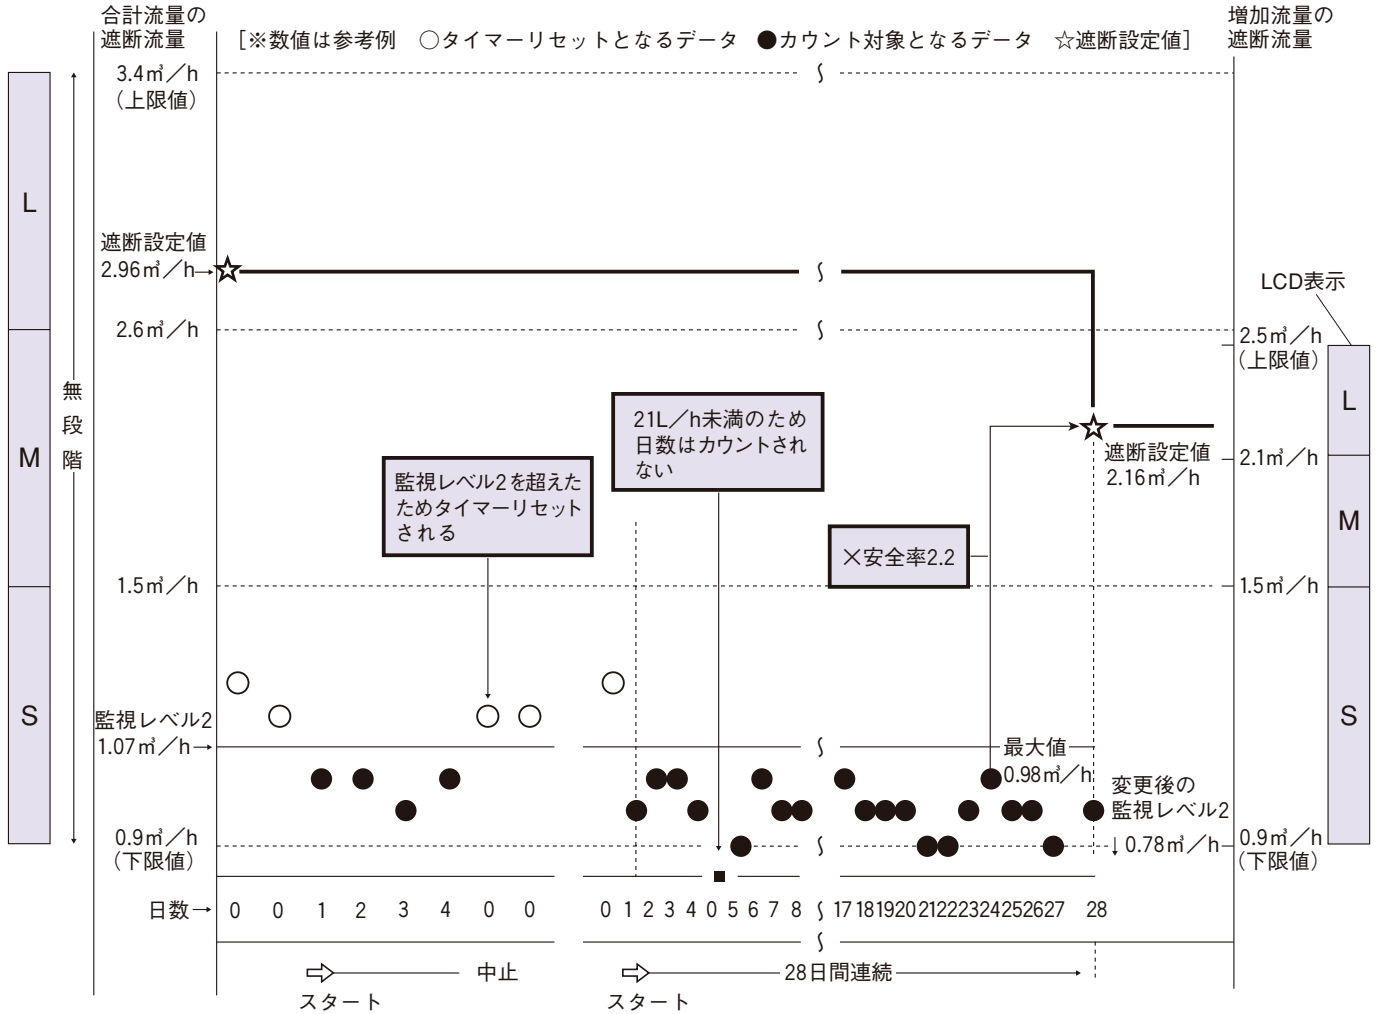 合計流量の
遮断流量
[※数値は参考例 ○タイマーリセットとなるデータ ●カウント対象となるデータ ☆遮断設定値]
増加流量の
遮断流量
3.4㎥／h
（上限値）
L
M
S
無
段
階
遮断設定値
2.96㎥／h→
2.6㎥／h
LCD表示
2.5㎥／h
（上限値）
L
M
S
21L／h未満のため
日数はカウントされ
ない
監視レベル2を超えた
ためタイマーリセット
される
遮断設定値
2.16㎥／h
2.1㎥／h
×安全率2.2
1.5㎥／h
1.5㎥／h
監視レベル2
1.07㎥／h→
最大値
0.98㎥／h
変更後の
監視レベル2
↓0.78㎥／h
0.9㎥／h
（下限値）
0.9㎥／h
（下限値）
日数→ 0 0 1 2 3 4 0 0 0 1 2 3 4 0 5 6 7 8 17 18 19 20 21 22 23 24 25 26 27 28
スタート
中止
スタート
28日間連続